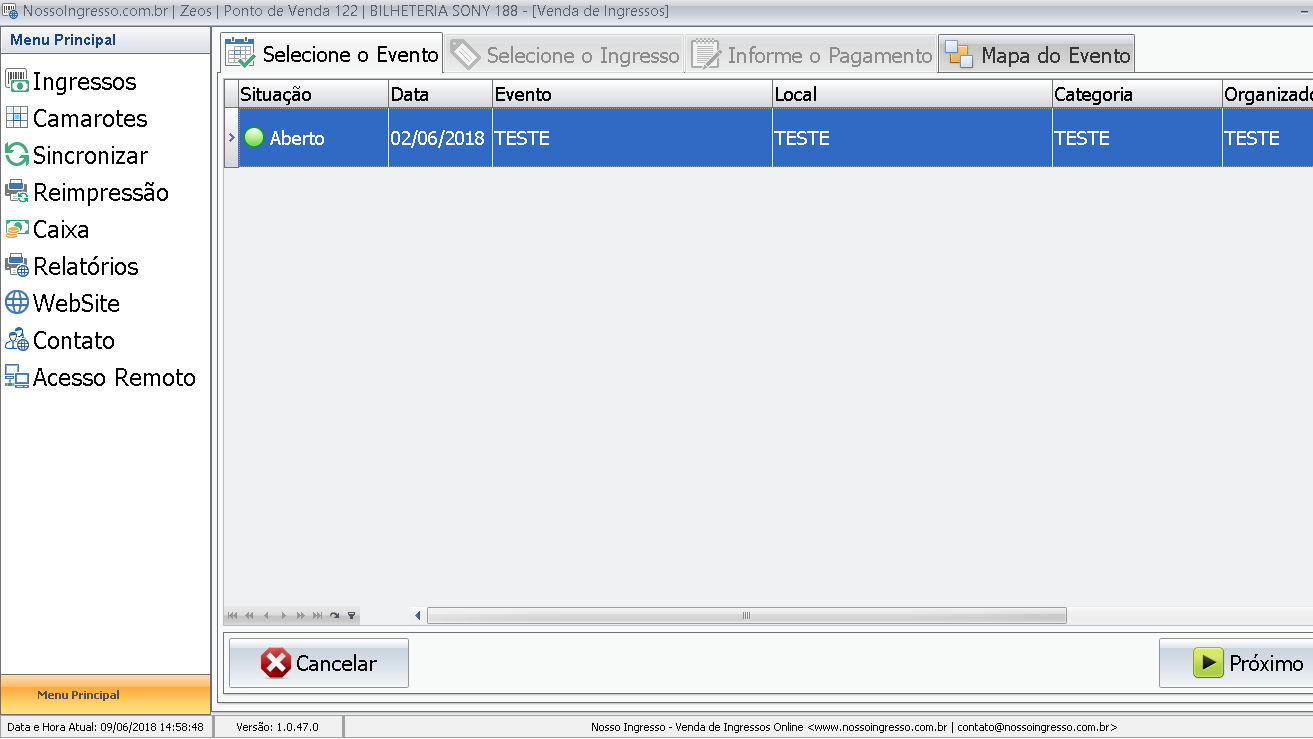 NossoIngresso.com.br | Zeos | Ponto de Venda 122 | BILHETERIA SONY 188 - [Venda de Ingressos]
Menu Principal
Ingressos
Camarotes
Sincronizar
Reimpressão
Caixa
Relatórios
WebSite
Contato
Acesso Remoto
Selecione o Evento Selecione o Ingresso Informe o Pagamento Mapa do Evento
Situação Data Evento Local Categoria Organizado
Aberto 02/06/2018 TESTE TESTE TESTE TESTE
Cancelar Próximo
Menu Principal
Data e Hora Atual: 09/06/2018 14:58:48 Versão: 1.0.47.0 Nosso Ingresso - Venda de Ingressos Online <www.nossoingresso.com.br | contato@nossoingresso.com.br>